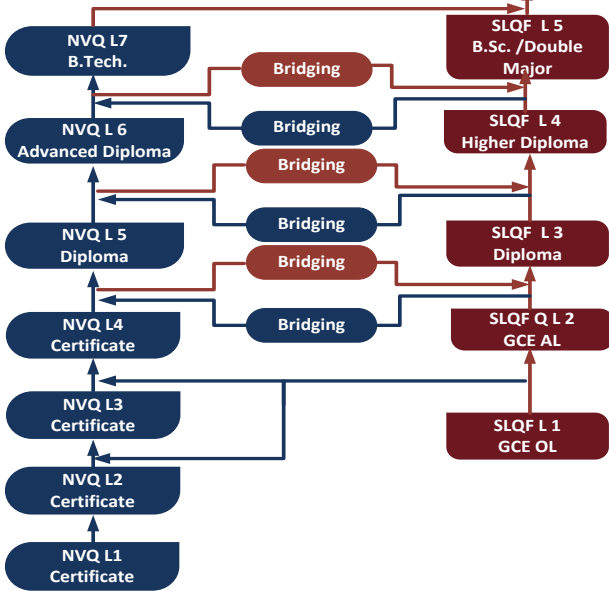 NVQ L7
B.Tech.
SLQF L 5
B.Sc. /Double
Major
Bridging
Bridging
NVQ L 6
Advanced Diploma
SLQF L 4
Higher Diploma
Bridging
Bridging
NVQ L 5
Diploma
SLQF L 3
Diploma
Bridging
Bridging
NVQ L4
Certificate
SLQF Q L 2
GCE AL
NVQ L3
Certificate
SLQF L 1
GCE OL
NVQ L2
Certificate
NVQ L1
Certificate